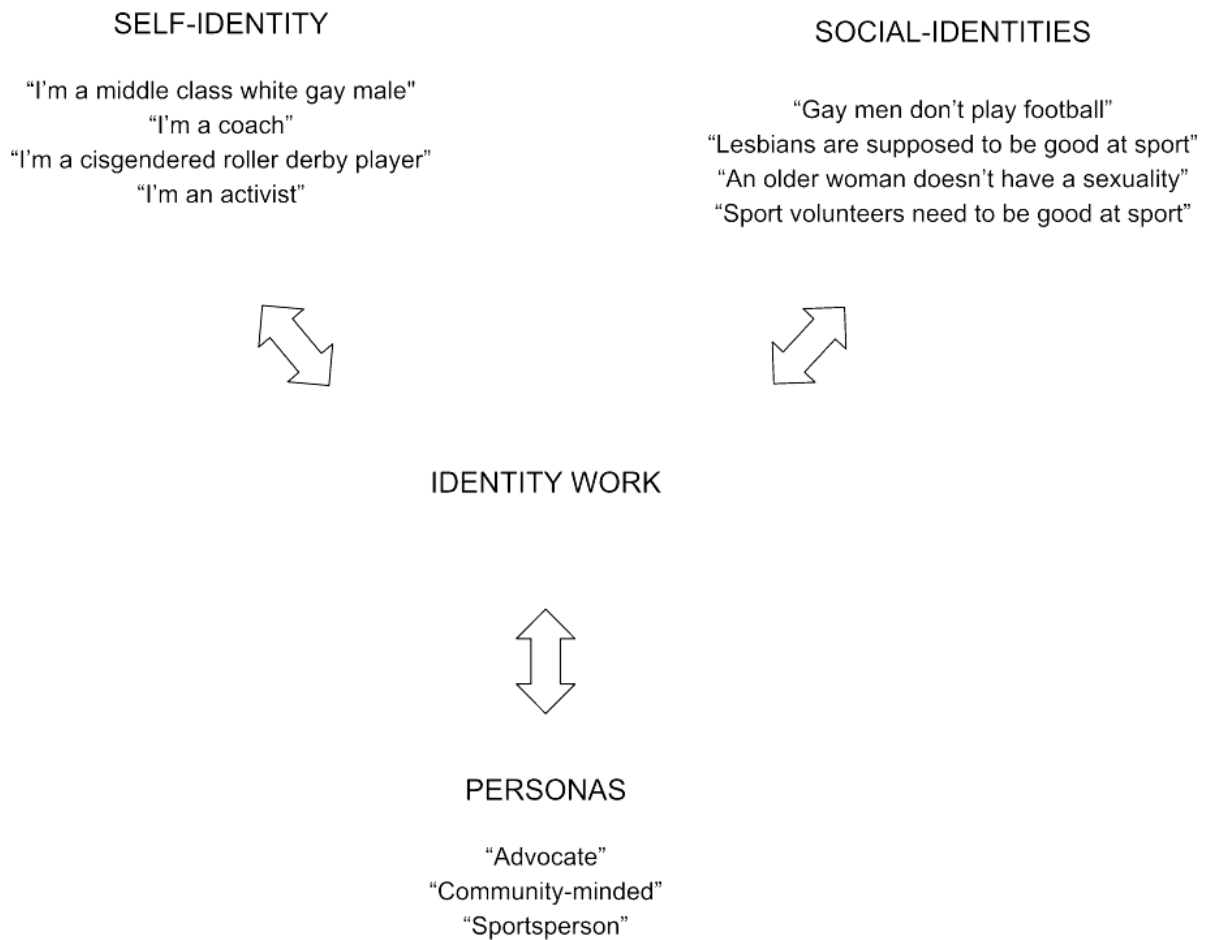 SELF-IDENTITY
“I’m a middle class white gay male"
“I’m a coach”
“I’m a cisgendered roller derby player”
“I’m an activist”
SOCIAL-IDENTITIES
“Gay men don’t play football”
“Lesbians are supposed to be good at sport”
“An older woman doesn’t have a sexuality”
“Sport volunteers need to be good at sport”
IDENTITY WORK
PERSONAS
“Advocate”
“Community-minded”
“Sportsperson”